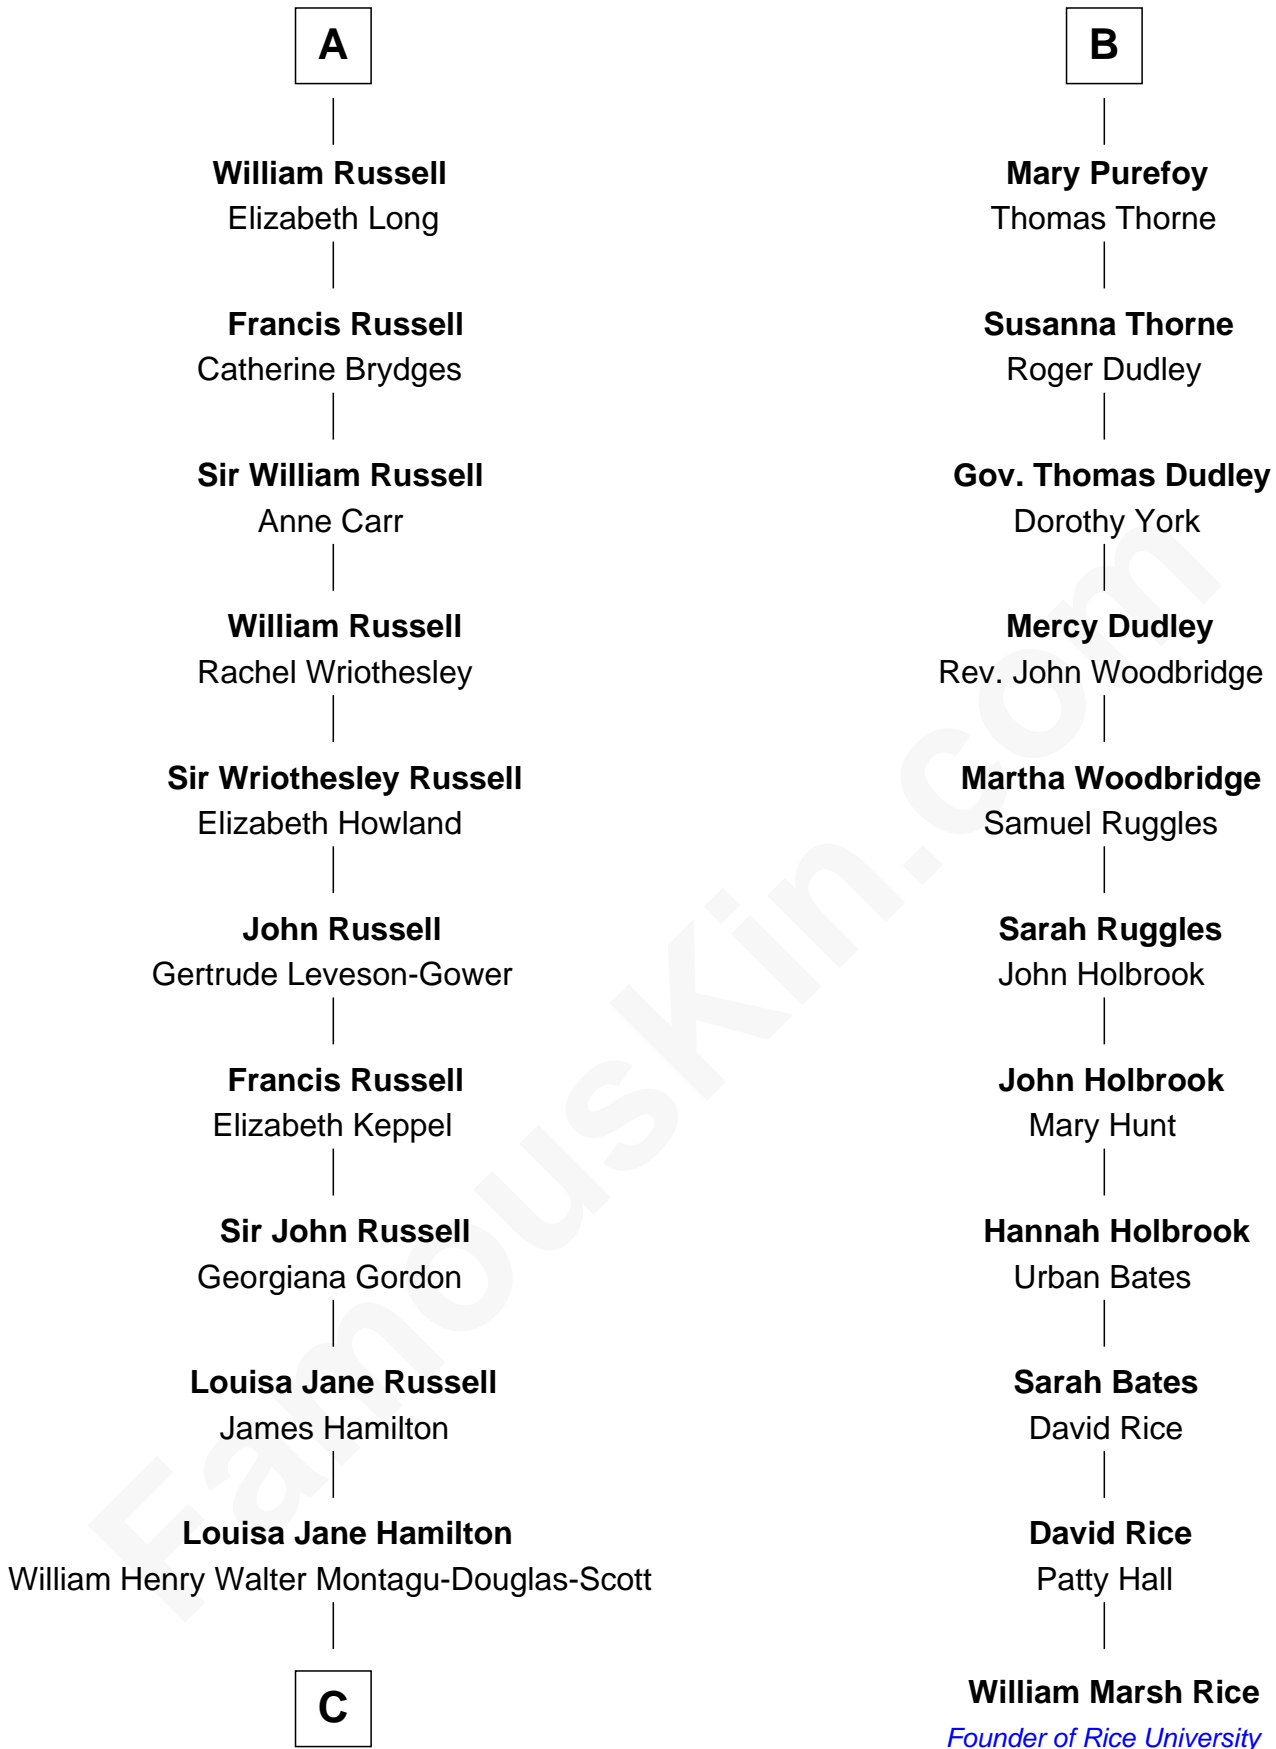 A
William Russell
Elizabeth Long
Francis Russell
Catherine Brydges
Sir William Russell
Anne Carr
William Russell
Rachel Wriothesley
Sir Wriothesley Russell
Elizabeth Howland
John Russell
Gertrude Leveson-Gower
Francis Russell
Elizabeth Keppel
Sir John Russell
Georgiana Gordon
Louisa Jane Russell
James Hamilton
Louisa Jane Hamilton
William Henry Walter Montagu-Douglas-Scott
C
B
Mary Purefoy
Thomas Thorne
Susanna Thorne
Roger Dudley
Gov. Thomas Dudley
Dorothy York
Mercy Dudley
Rev. John Woodbridge
Martha Woodbridge
Samuel Ruggles
Sarah Ruggles
John Holbrook
John Holbrook
Mary Hunt
Hannah Holbrook
Urban Bates
Sarah Bates
David Rice
David Rice
Patty Hall
William Marsh Rice
Founder of Rice University
FamousKin.com